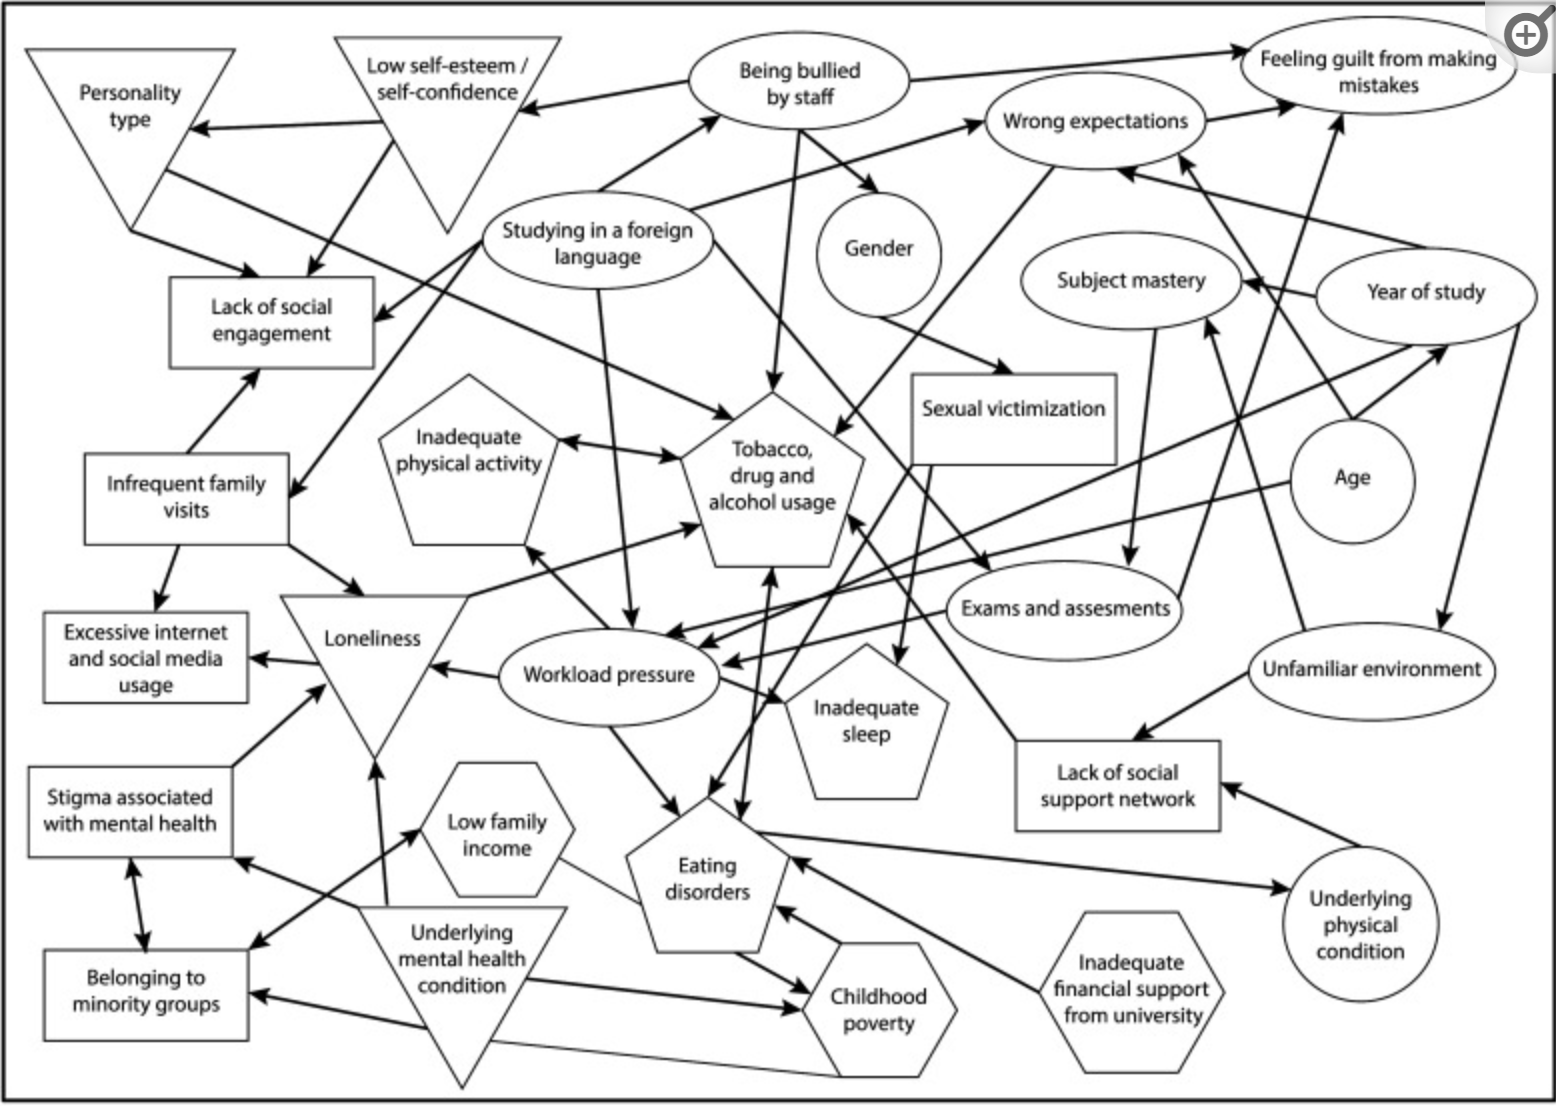 Personality
type
Low self-esteem /
self-confidence
Being bullied
by staff
Feeling guilt from making
mistakes
Wrong expectations
Studying in a foreign
language
Gender
Subject mastery
Year of study
Lack of social
engagement
Sexual victimization
Inadequate
physical activity
Tobacco,
drug and
alcohol usage
Age
Infrequent family
visits
Exams and assesments
Excessive internet
and social media
usage
Loneliness
Workload pressure
Unfamiliar environment
Inadequate
sleep
Lack of social
support network
Stigma associated
with mental health
Low family
income
Eating
disorders
Underlying
physical
condition
Underlying
mental health
condition
Belonging to
minority groups
Childhood
poverty
Inadequate
financial support
from university